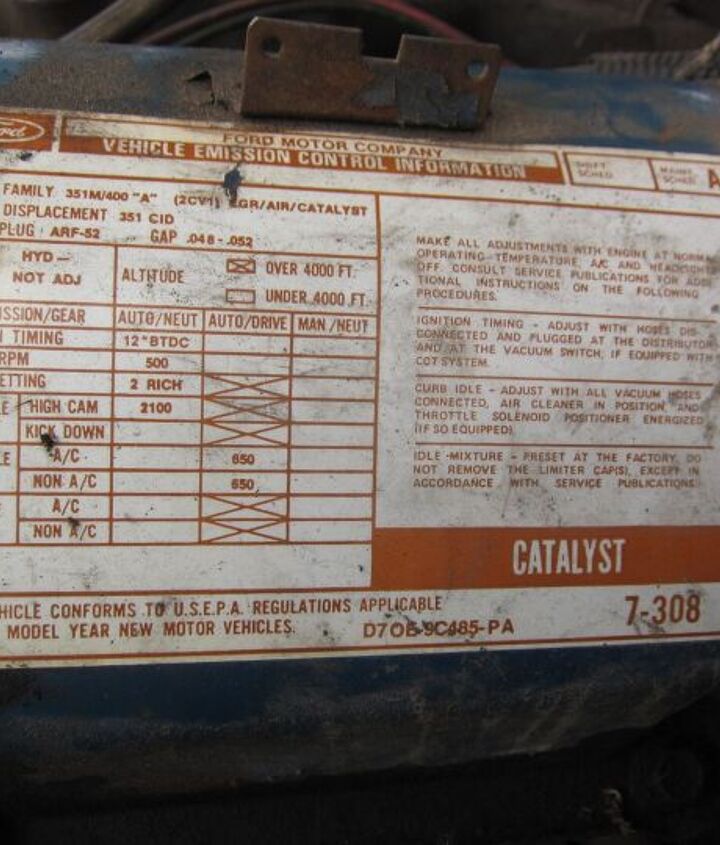 Ford
FORD MOTOR COMPANY
VEHICLE EMISSION CONTROL INFORMATION
SHIFT SCHED.
MAINT. SCHED. A
FAMILY 351M/400 "A" (2CV1) EGR/AIR/CATALYST
DISPLACEMENT 351 CID
PLUG ARF-52 GAP .048-.052
HYD —
NOT ADJ
ALTITUDE
OVER 4000 FT.
UNDER 4000 FT.
SSION/GEAR AUTO/NEUT AUTO/DRIVE MAN/NEUT
TIMING 12°BTDC
RPM 500
ETTING 2 RICH
E HIGH CAM 2100
KICK DOWN
LE A/C 650
NON A/C 650
A/C
NON A/C
MAKE ALL ADJUSTMENTS WITH ENGINE AT NORMA
OPERATING TEMPERATURE, A/C AND HEADLIGHTS
OFF. CONSULT SERVICE PUBLICATIONS FOR ADDI
TIONAL INSTRUCTIONS ON THE FOLLOWING
PROCEDURES.
IGNITION TIMING - ADJUST WITH HOSES DIS-
CONNECTED AND PLUGGED AT THE DISTRIBUTOR
AND AT THE VACUUM SWITCH, IF EQUIPPED WITH
CCT SYSTEM.
CURB IDLE - ADJUST WITH ALL VACUUM HOSES
CONNECTED, AIR CLEANER IN POSITION, AND
THROTTLE SOLENOID POSITIONER ENERGIZED
(IF SO EQUIPPED).
IDLE MIXTURE - PRESET AT THE FACTORY. DO
NOT REMOVE THE LIMITER CAP(S), EXCEPT IN
ACCORDANCE WITH SERVICE PUBLICATIONS
CATALYST
HICLE CONFORMS TO U.S.E.P.A. REGULATIONS APPLICABLE
MODEL YEAR NEW MOTOR VEHICLES.
D7OE-9C485-PA
7-308